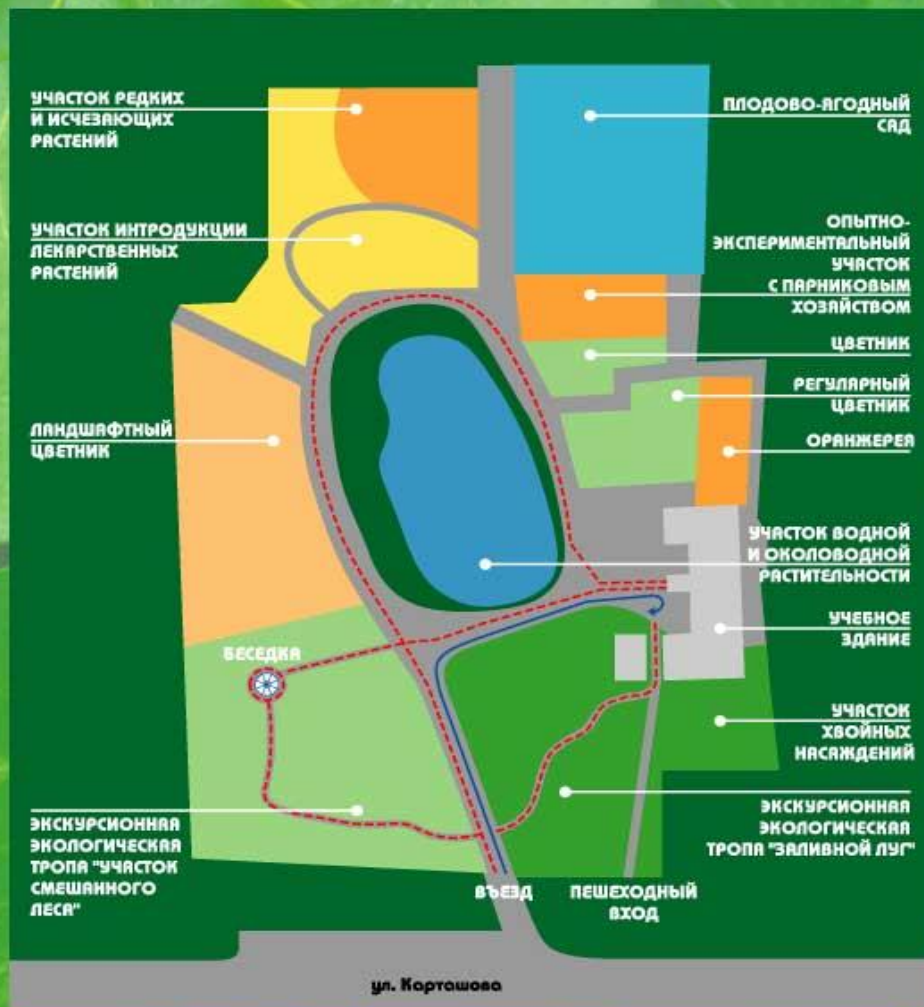 УЧАСТОК РЕДКИХ
И ИСЧЕЗАЮЩИХ
РАСТЕНИЙ
УЧАСТОК ИНТРОДУКЦИИ
ЛЕКАРСТВЕННЫХ
РАСТЕНИЙ
ЛАНДШАФТНЫЙ
ЦВЕТНИК
БЕСЕДКА
ЭКСКУРСИОННАЯ
ЭКОЛОГИЧЕСКАЯ
ТРОПА "УЧАСТОК
СМЕШАННОГО
ЛЕСА"
ПЛОДОВО-ЯГОДНЫЙ
САД
ОПЫТНО-
ЭКСПЕРИМЕНТАЛЬНЫЙ
УЧАСТОК
С ПАРНИКОВЫМ
ХОЗЯЙСТВОМ
ЦВЕТНИК
РЕГУЛЯРНЫЙ
ЦВЕТНИК
ОРАНЖЕРЕЯ
УЧАСТОК ВОДНОЙ
И ОКОЛОВОДНОЙ
РАСТИТЕЛЬНОСТИ
УЧЕБНОЕ
ЗДАНИЕ
УЧАСТОК
ХВОЙНЫХ
НАСАЖДЕНИЙ
ЭКСКУРСИОННАЯ
ЭКОЛОГИЧЕСКАЯ
ТРОПА "ЗАЛИВНОЙ ЛУГ"
ВЪЕЗД
ПЕШЕХОДНЫЙ
ВХОД
ул. Карташова